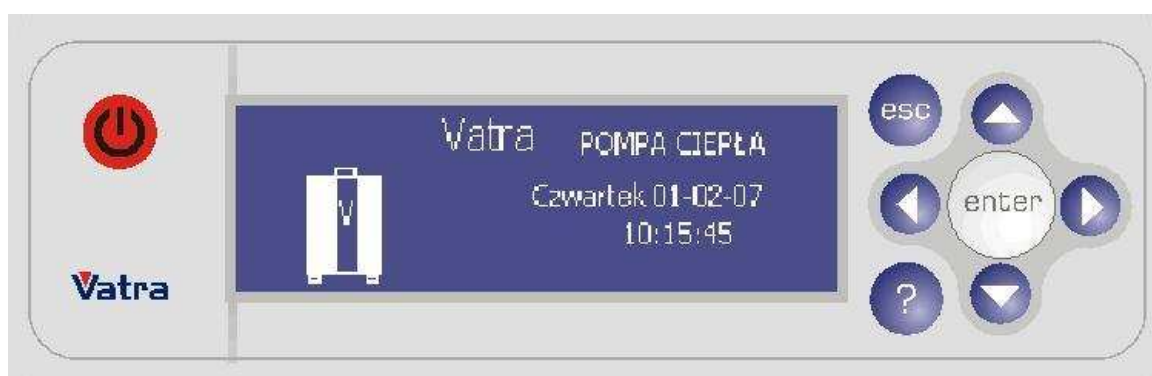 Vatra POMPA CIEPŁA
Czwartek 01-02-07
10:15:45
V
Vatra
esc
enter
?